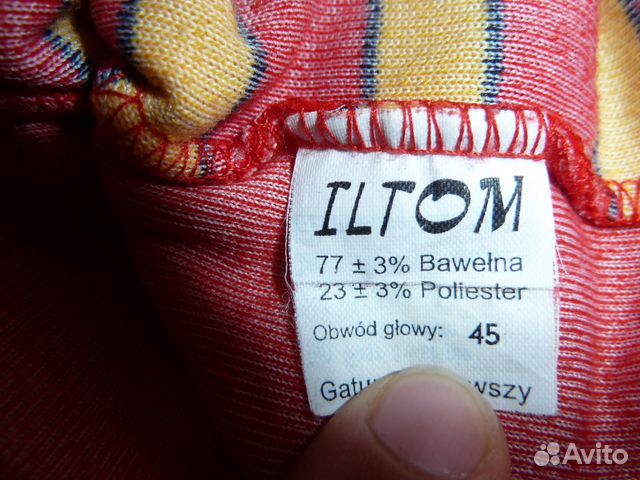 ILTOM
77 ± 3% Bawełna
23 ± 3% Poliester
Obwód głowy: 45
Avito